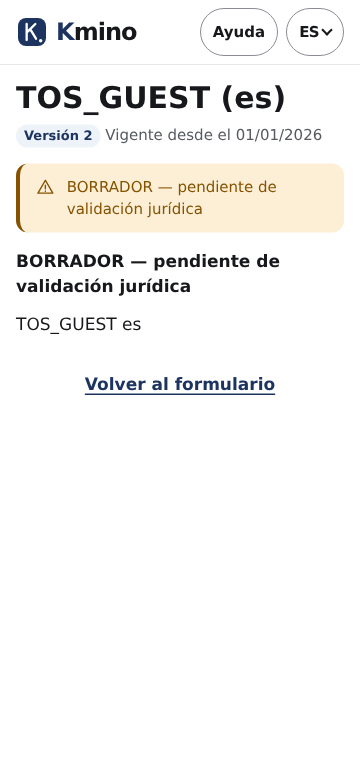 K. Kmino
Ayuda
ES
TOS_GUEST (es)
Versión 2 Vigente desde el 01/01/2026
BORRADOR — pendiente de
validación jurídica
BORRADOR — pendiente de
validación jurídica
TOS_GUEST es
Volver al formulario